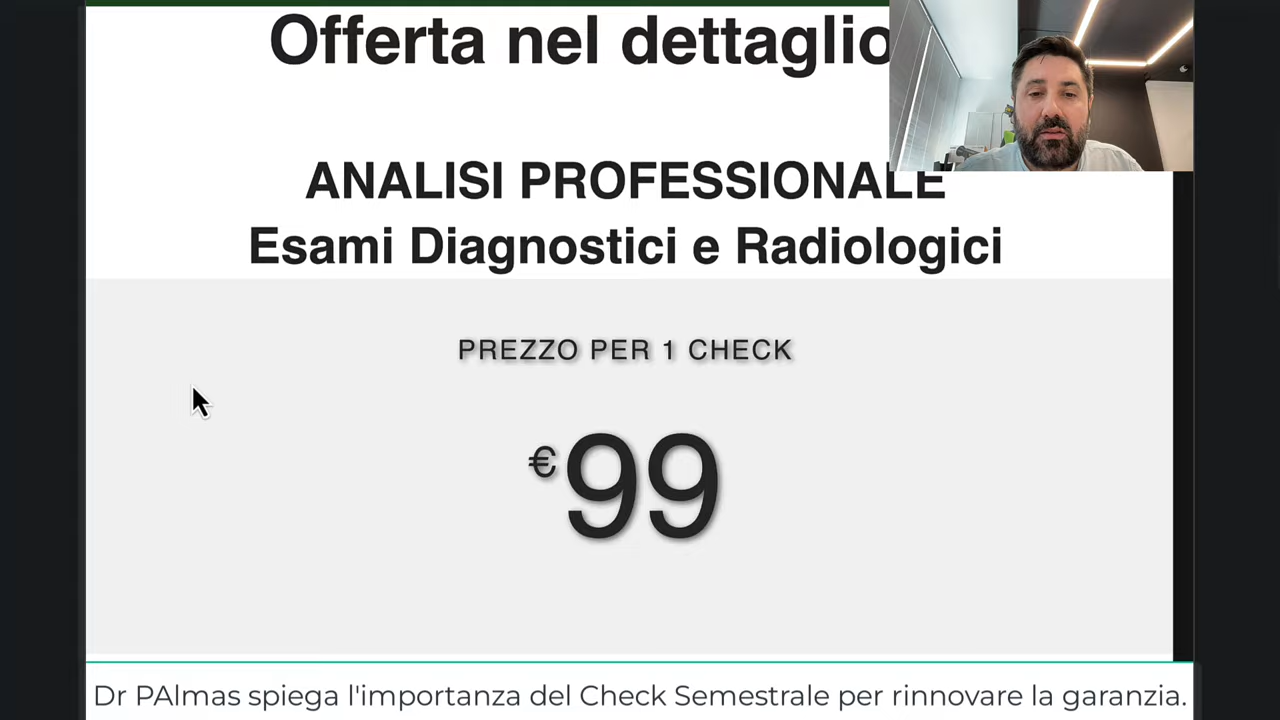 Offerta nel dettaglio
ANALISI PROFESSIONALE
Esami Diagnostici e Radiologici
PREZZO PER 1 CHECK
€99
Dr PAlmas spiega l'importanza del Check Semestrale per rinnovare la garanzia.